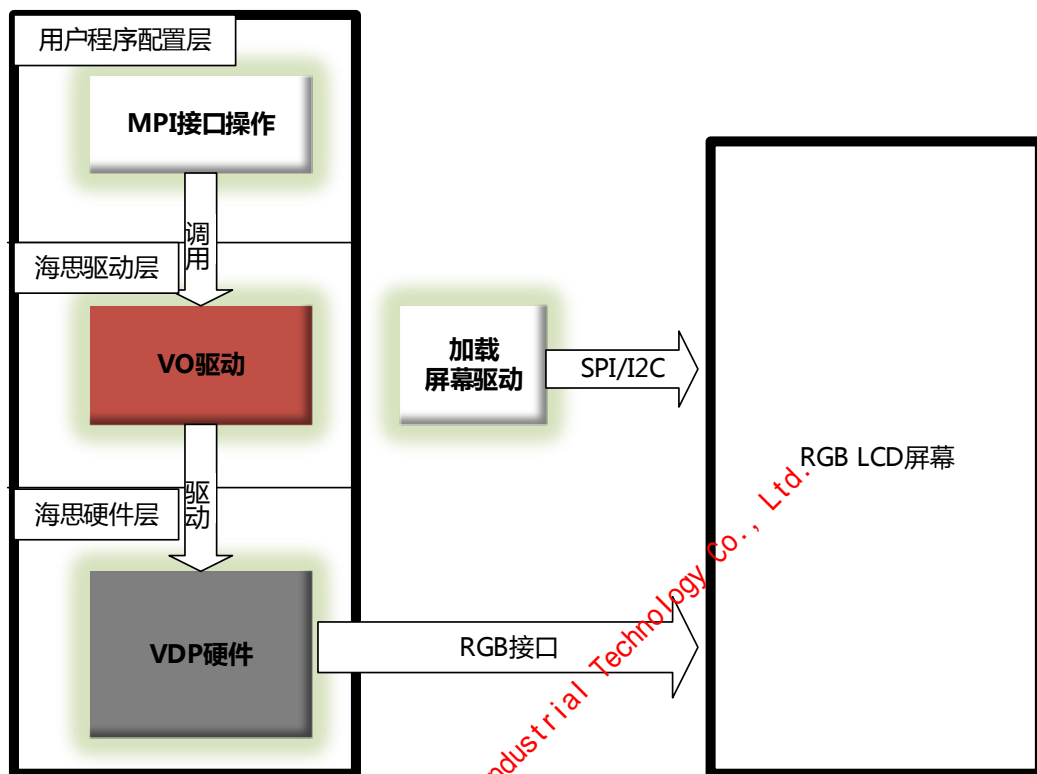 用户程序配置层
MPI接口操作
调用
海思驱动层
VO驱动
加载
屏幕驱动
SPI/I2C
RGB LCD屏幕
驱动
海思硬件层
VDP硬件
RGB接口
ndustrial Technology Co., Ltd.